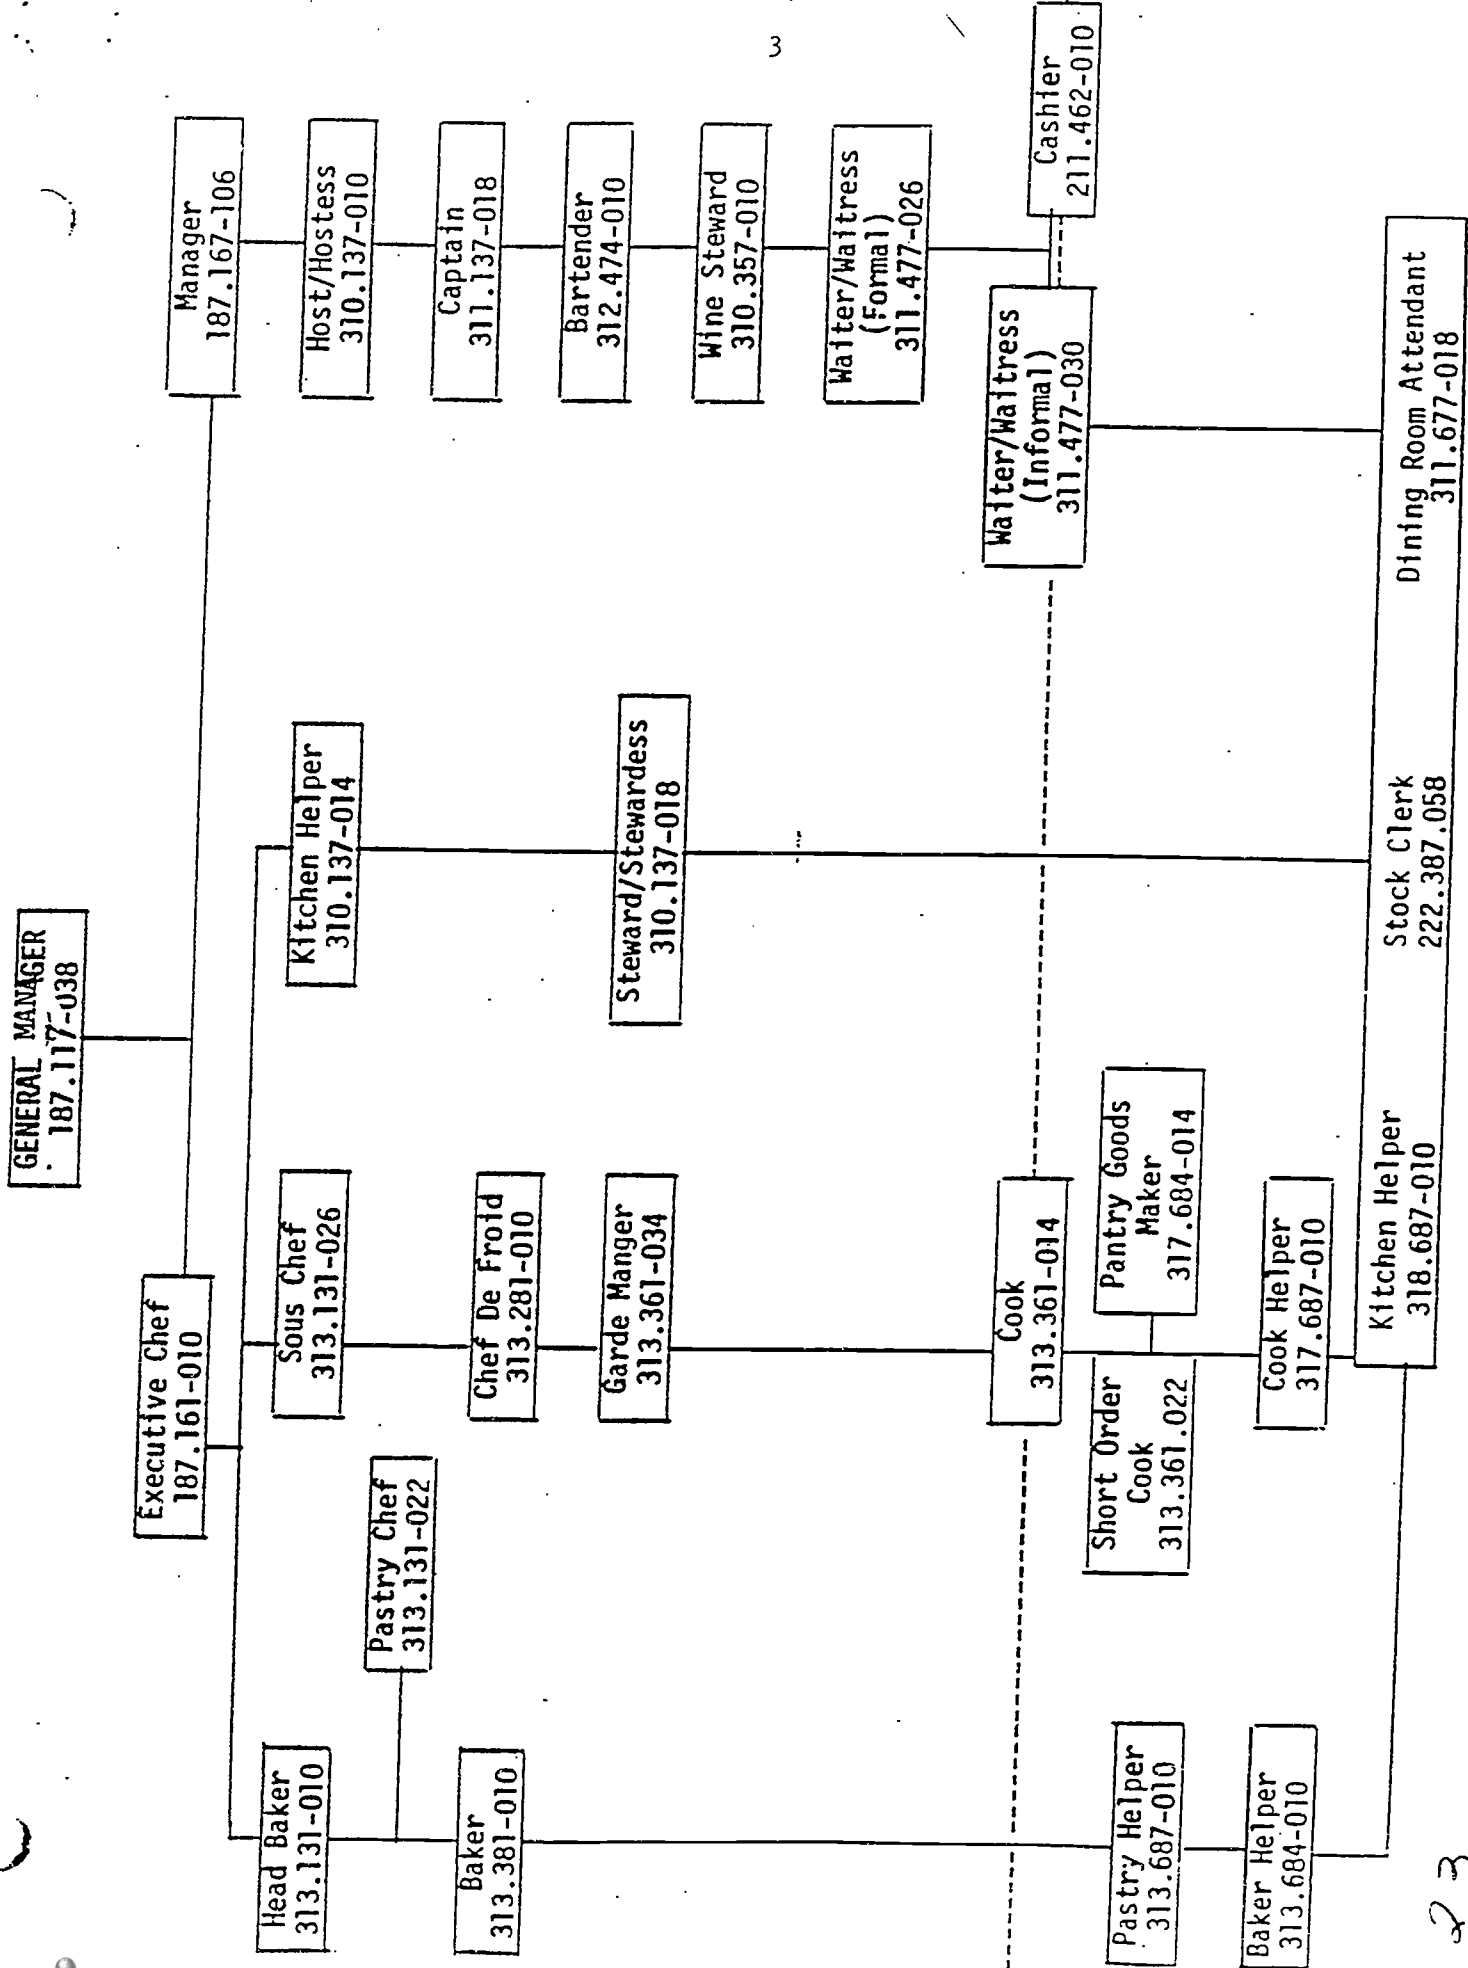 GENERAL MANAGER
187.117-038
Executive Chef
187.161-010
Manager
187.167-106
Head Baker
313.131-010
Sous Chef
313.131-026
Kitchen Helper
310.137-014
Host/Hostess
310.137-010
Pastry Chef
313.131-022
Baker
313.381-010
Chef De Froid
313.281-010
Captain
311.137-018
Garde Manger
313.361-034
Steward/Stewardess
310.137-018
Bartender
312.474-010
Wine Steward
310.357-010
Waiter/Waitress
(Formal)
311.477-026
Cook
313.361-014
Waiter/Waitress
(Informal)
311.477-030
Cashier
211.462-010
Pastry Helper
313.687-010
Short Order
Cook
313.361.022
Pantry Goods
Maker
317.684-014
Baker Helper
313.684-010
Cook Helper
317.687-010
Kitchen Helper
318.687-010
Stock Clerk
222.387.058
Dining Room Attendant
311.677-018
3
23